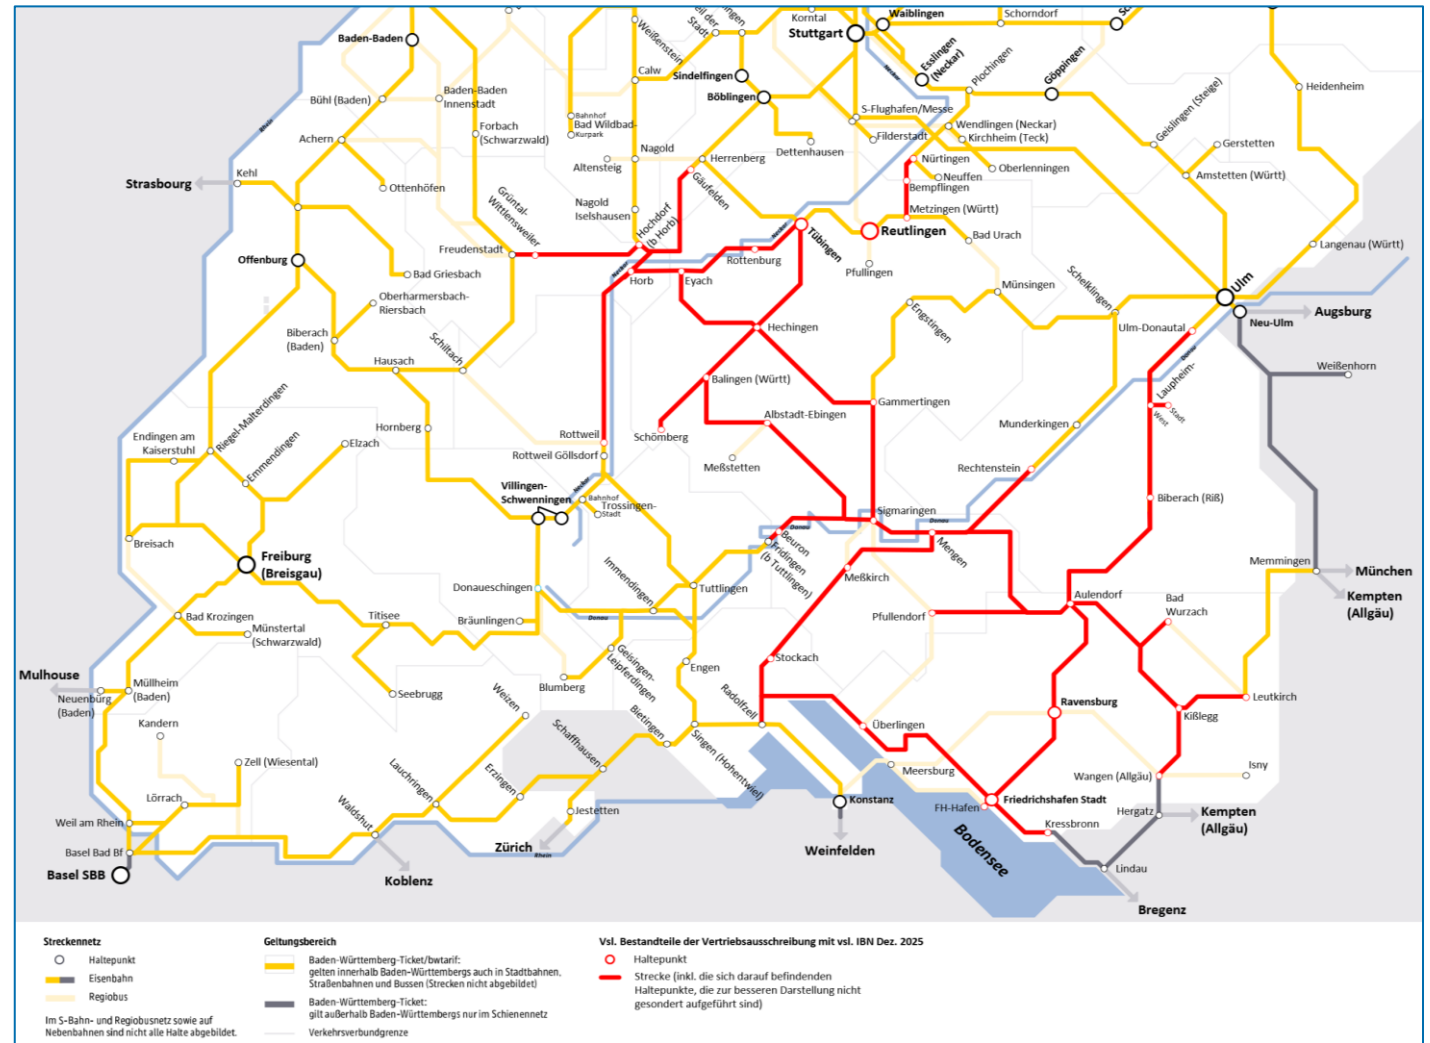 Korntal
Stuttgart
Waiblingen
Schorndorf
Baden-Baden
Weißenstein
Stadt
Sindelfingen
Calw
Böblingen
Esslingen
(Neckar)
Plochingen
Göppingen
Heidenheim
Rhein
Neckar
Bühl (Baden)
Baden-Baden
Innenstadt
Forbach
(Schwarzwald)
Bahnhof
Bad Wildbad-
Kurpark
Achern
Ottenhöfen
Altensteig
Nagold
Herrenberg
Gäufelden
Dettenhausen
S-Flughafen/Messe
Filderstadt
Wendlingen (Neckar)
Kirchheim (Teck)
Nürtingen
Neuffen
Oberlenningen
Bempflingen
Metzingen (Württ)
Geislingen (Steige)
Gerstetten
Amstetten (Württ)
Strasbourg
Kehl
Grüntal-
Wittlensweiler
Nagold
Iselshausen
Hochdorf
(b Horb)
Freudenstadt
Neckar
Neckar
Tübingen
Reutlingen
Pfullingen
Bad Urach
Langenau (Württ)
Offenburg
Bad Griesbach
Horb
Eyach
Rottenburg
Oberharmersbach-
Riersbach
Biberach
(Baden)
Hausach
Schiltach
Hechingen
Engstingen
Münsingen
Schelklingen
Ulm
Ulm-Donautal
Neu-Ulm
Augsburg
Weißenhorn
Donau
Laupheim-
West
Stadt
Balingen (Württ)
Albstadt-Ebingen
Gammertingen
Schömberg
Meßstetten
Munderkingen
Rechtenstein
Biberach (Riß)
Riegel-Malterdingen
Endingen am
Kaiserstuhl
Emmendingen
Elzach
Hornberg
Rottweil
Rottweil Göllsdorf
Villingen-
Schwenningen
Neckar
Bahnhof
Trossingen-
Stadt
Breisach
Freiburg
(Breisgau)
Sigmaringen
Donau
Donau
Beuron
Fridingen
(b Tuttlingen)
Mengen
Meßkirch
Memmingen
München
Kempten
(Allgäu)
Donaueschingen
Immendingen
Tuttlingen
Bräunlingen
Donau
Pfullendorf
Aulendorf
Bad
Wurzach
Bad Krozingen
Münstertal
(Schwarzwald)
Titisee
Geisingen-
Leipferdingen
Engen
Stockach
Mulhouse
Neuenburg
(Baden)
Müllheim
(Baden)
Seebrugg
Blumberg
Weizen
Bietingen
Radolfzell
Überlingen
Ravensburg
Kißlegg
Leutkirch
Kandern
Schaffhausen
Singen (Hohentwiel)
Zell (Wiesental)
Lauchringen
Erzingen
Meersburg
Wangen (Allgäu)
Isny
Lörrach
Waldshut
Jestetten
Konstanz
FH-Hafen
Friedrichshafen Stadt
Hergatz
Kempten
(Allgäu)
Weil am Rhein
Kressbronn
Basel Bad Bf
Zürich
Rhein
Weinfelden
Bodensee
Lindau
Basel SBB
Koblenz
Bregenz
Streckennetz
Haltepunkt
Eisenbahn
Regiobus
Im S-Bahn- und Regiobusnetz sowie auf
Nebenbahnen sind nicht alle Halte abgebildet.
Geltungsbereich
Baden-Württemberg-Ticket/bwtarif:
gelten innerhalb Baden-Württembergs auch in Stadtbahnen,
Straßenbahnen und Bussen (Strecken nicht abgebildet)
Baden-Württemberg-Ticket:
gilt außerhalb Baden-Württembergs nur im Schienennetz
Verkehrsverbundgrenze
Vsl. Bestandteile der Vertriebsausschreibung mit vsl. IBN Dez. 2025
Haltepunkt
Strecke (inkl. die sich darauf befindenden
Haltepunkte, die zur besseren Darstellung nicht
gesondert aufgeführt sind)